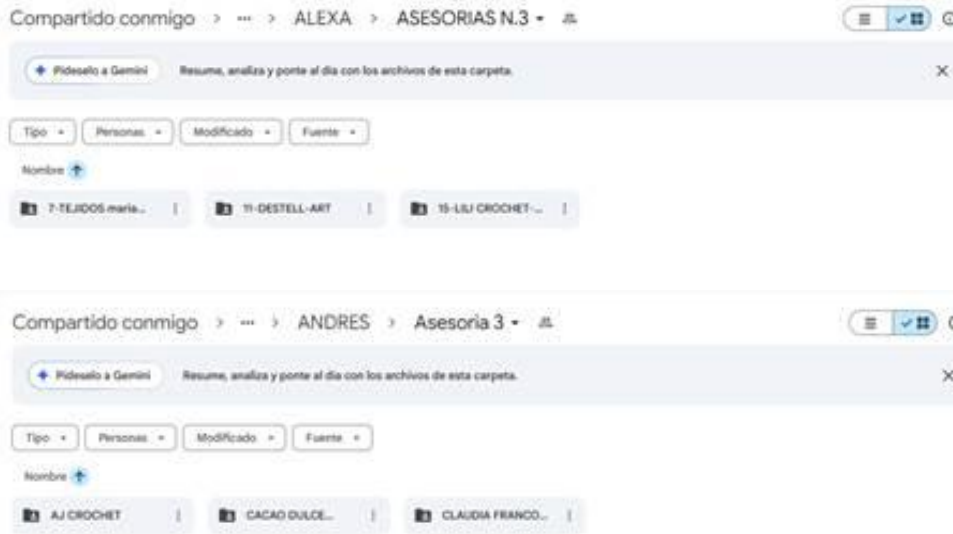 Compartido conmigo > ... > ALEXA > ASESORIAS N.3
Pídeselo a Gemini Resume, analiza y ponte al día con los archivos de esta carpeta.
Tipo Personas Modificado Fuente
Nombre
7-TEJIDOS maria... 11-DESTELL-ART 15-LILI CROCHET-...
Compartido conmigo > ... > ANDRES > Asesoria 3
Pídeselo a Gemini Resume, analiza y ponte al día con los archivos de esta carpeta.
Tipo Personas Modificado Fuente
Nombre
AJ CROCHET CACAO DULCE... CLAUDIA FRANCO...